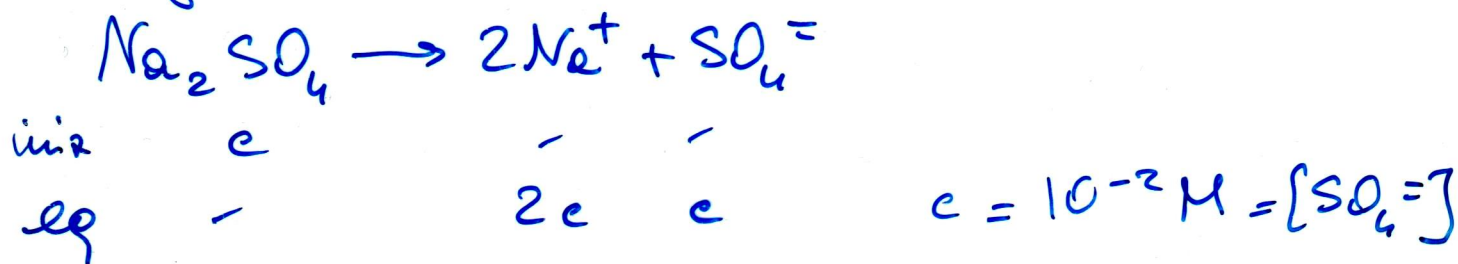 Na₂SO₄ → 2Na⁺ + SO₄⁼
iniz c - -
eq - 2c c c = 10⁻² M = [SO₄⁼]